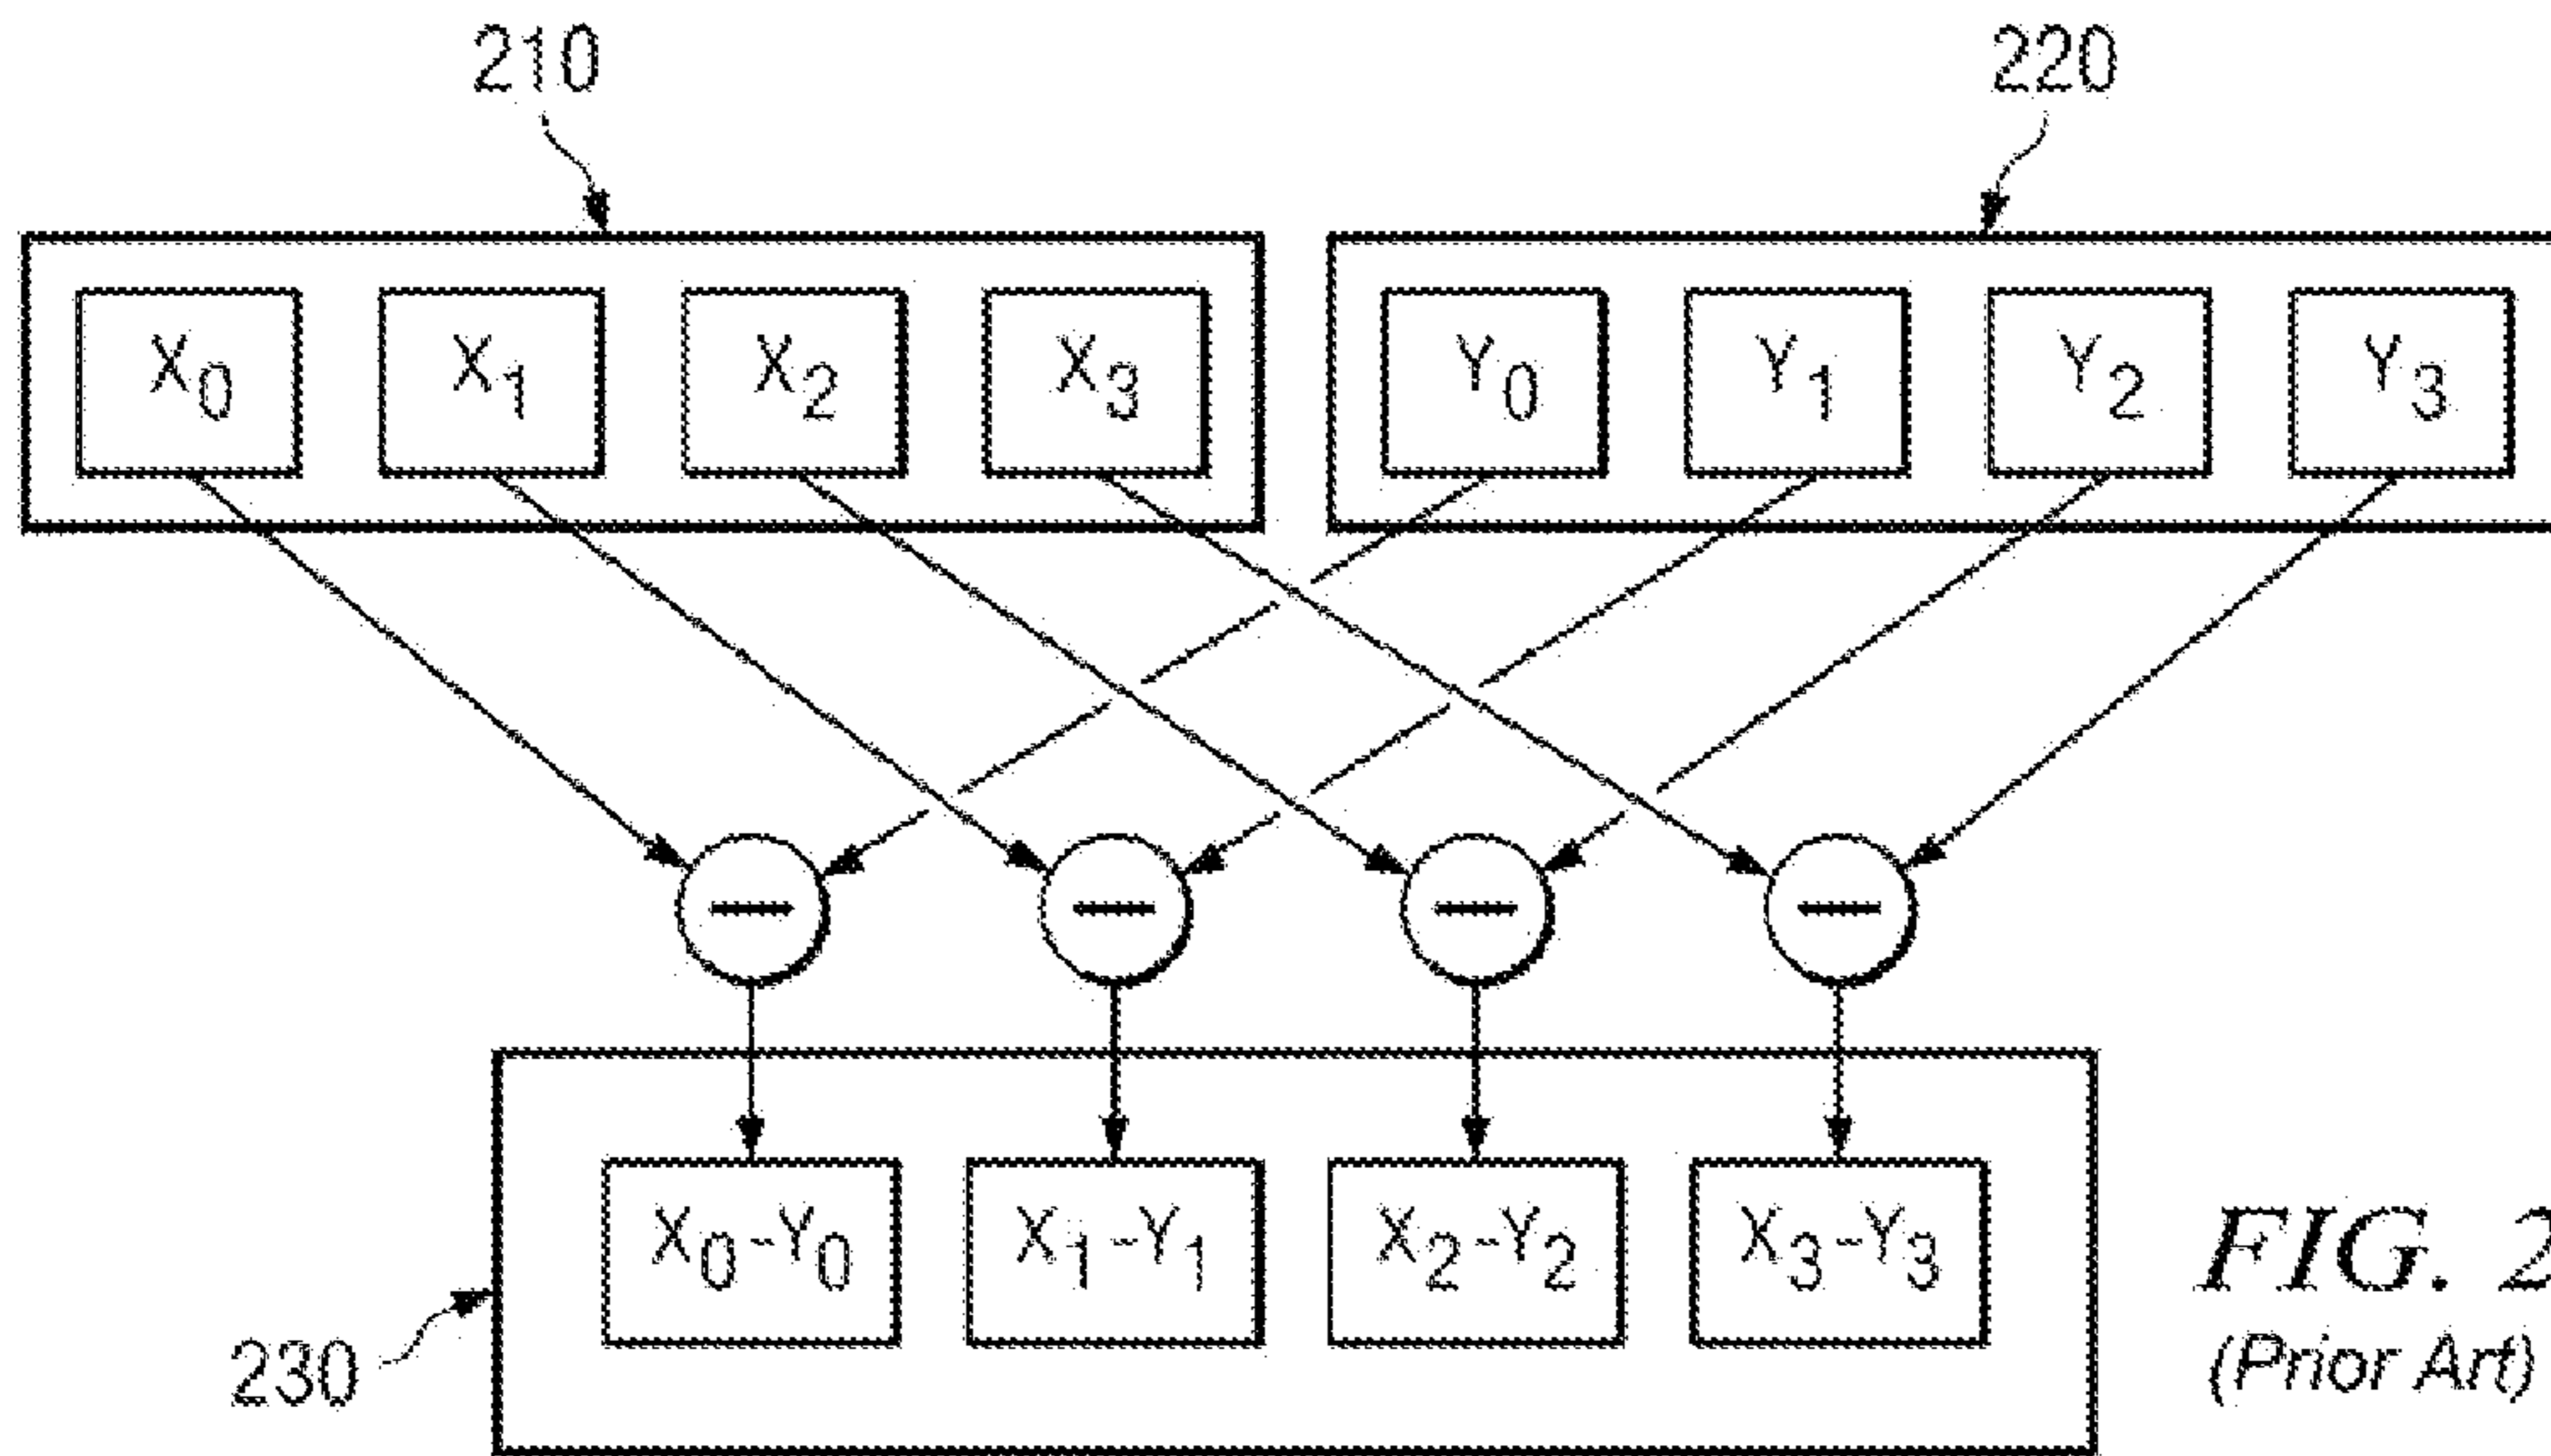 210 220
X0 X1 X2 X3 Y0 Y1 Y2 Y3
— — — —
X0-Y0 X1-Y1 X2-Y2 X3-Y3
230
FIG. 2
(Prior Art)